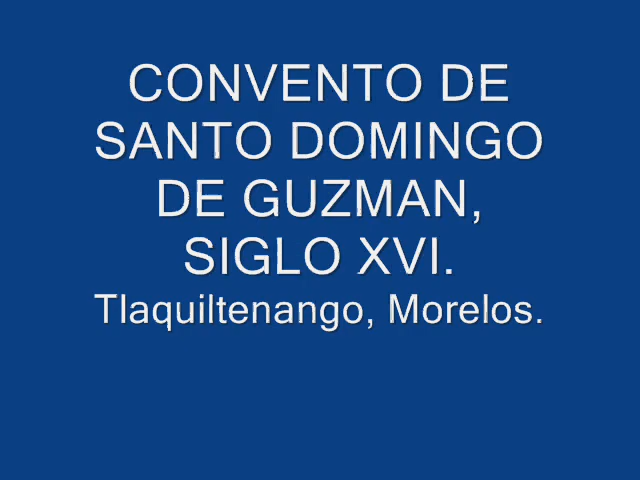 CONVENTO DE
SANTO DOMINGO
DE GUZMAN,
SIGLO XVI.
Tlaquiltenango, Morelos.